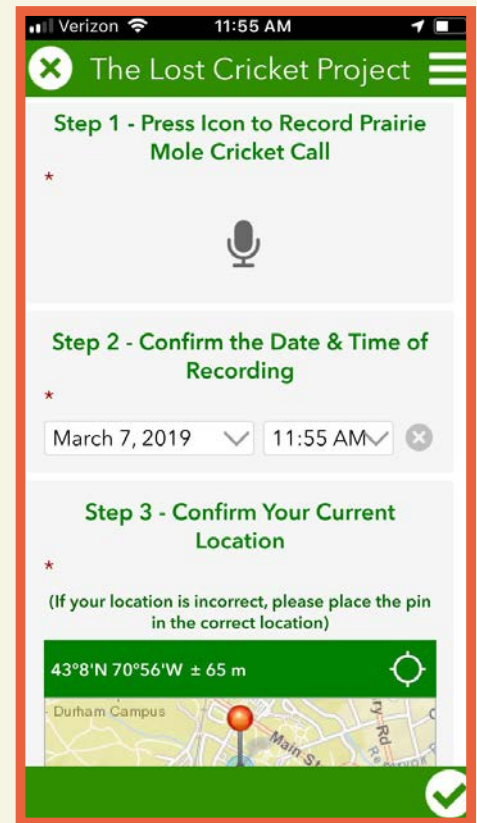 Verizon 11:55 AM
The Lost Cricket Project
Step 1 - Press Icon to Record Prairie
Mole Cricket Call
*
Step 2 - Confirm the Date & Time of
Recording
*
March 7, 2019 11:55 AM
Step 3 - Confirm Your Current
Location
*
(If your location is incorrect, please place the pin
in the correct location)
43°8'N 70°56'W ± 65 m
Durham Campus
Main St
ry Rd